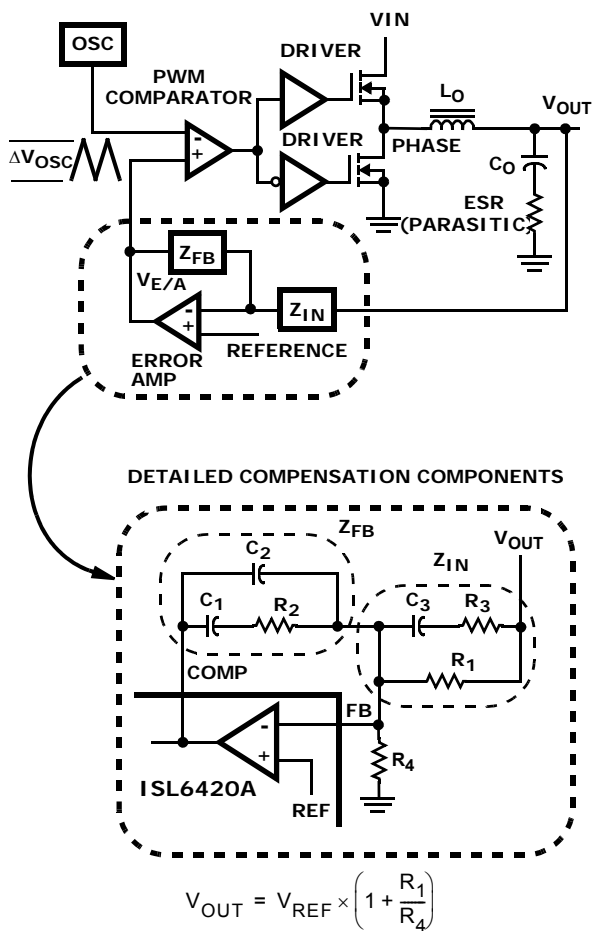 VIN
OSC
DRIVER
PWM
COMPARATOR
LO
VOUT
-
+
DRIVER
PHASE
ΔVOSC
CO
ESR
(PARASITIC)
ZFB
VE/A
-
+
ZIN
REFERENCE
ERROR
AMP
DETAILED COMPENSATION COMPONENTS
ZFB
VOUT
C2
ZIN
C1
R2
C3
R3
R1
COMP
FB
-
+
R4
ISL6420A
REF
VOUT = VREF × (1 + R1/R4)